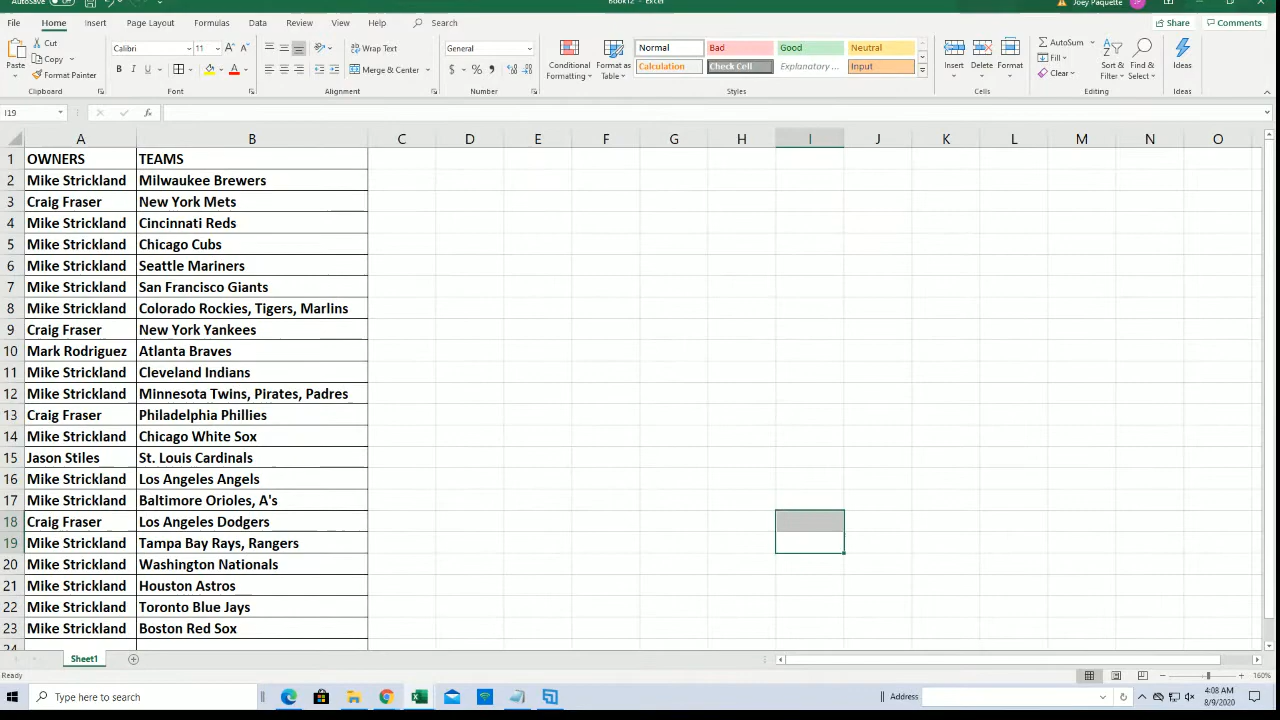 AutoSave
Book12 - Excel
Joey Paquette
JP
File Home Insert Page Layout Formulas Data Review View Help Search
Share Comments
Paste
Cut
Copy
Format Painter
Clipboard
Calibri 11
B I U
Font
Wrap Text
Merge & Center
Alignment
General
$ % ,
Number
Conditional Formatting
Format as Table
Normal Bad Good Neutral
Calculation Check Cell Explanatory ... Input
Styles
Insert Delete Format
Cells
AutoSum
Fill
Clear
Sort & Filter
Find & Select
Editing
Ideas
Ideas
I19
fx
A B C D E F G H I J K L M N O
1 OWNERS TEAMS
2 Mike Strickland Milwaukee Brewers
3 Craig Fraser New York Mets
4 Mike Strickland Cincinnati Reds
5 Mike Strickland Chicago Cubs
6 Mike Strickland Seattle Mariners
7 Mike Strickland San Francisco Giants
8 Mike Strickland Colorado Rockies, Tigers, Marlins
9 Craig Fraser New York Yankees
10 Mark Rodriguez Atlanta Braves
11 Mike Strickland Cleveland Indians
12 Mike Strickland Minnesota Twins, Pirates, Padres
13 Craig Fraser Philadelphia Phillies
14 Mike Strickland Chicago White Sox
15 Jason Stiles St. Louis Cardinals
16 Mike Strickland Los Angeles Angels
17 Mike Strickland Baltimore Orioles, A's
18 Craig Fraser Los Angeles Dodgers
19 Mike Strickland Tampa Bay Rays, Rangers
20 Mike Strickland Washington Nationals
21 Mike Strickland Houston Astros
22 Mike Strickland Toronto Blue Jays
23 Mike Strickland Boston Red Sox
24
Sheet1
Ready
160%
Type here to search
Address
4:08 AM
8/9/2020